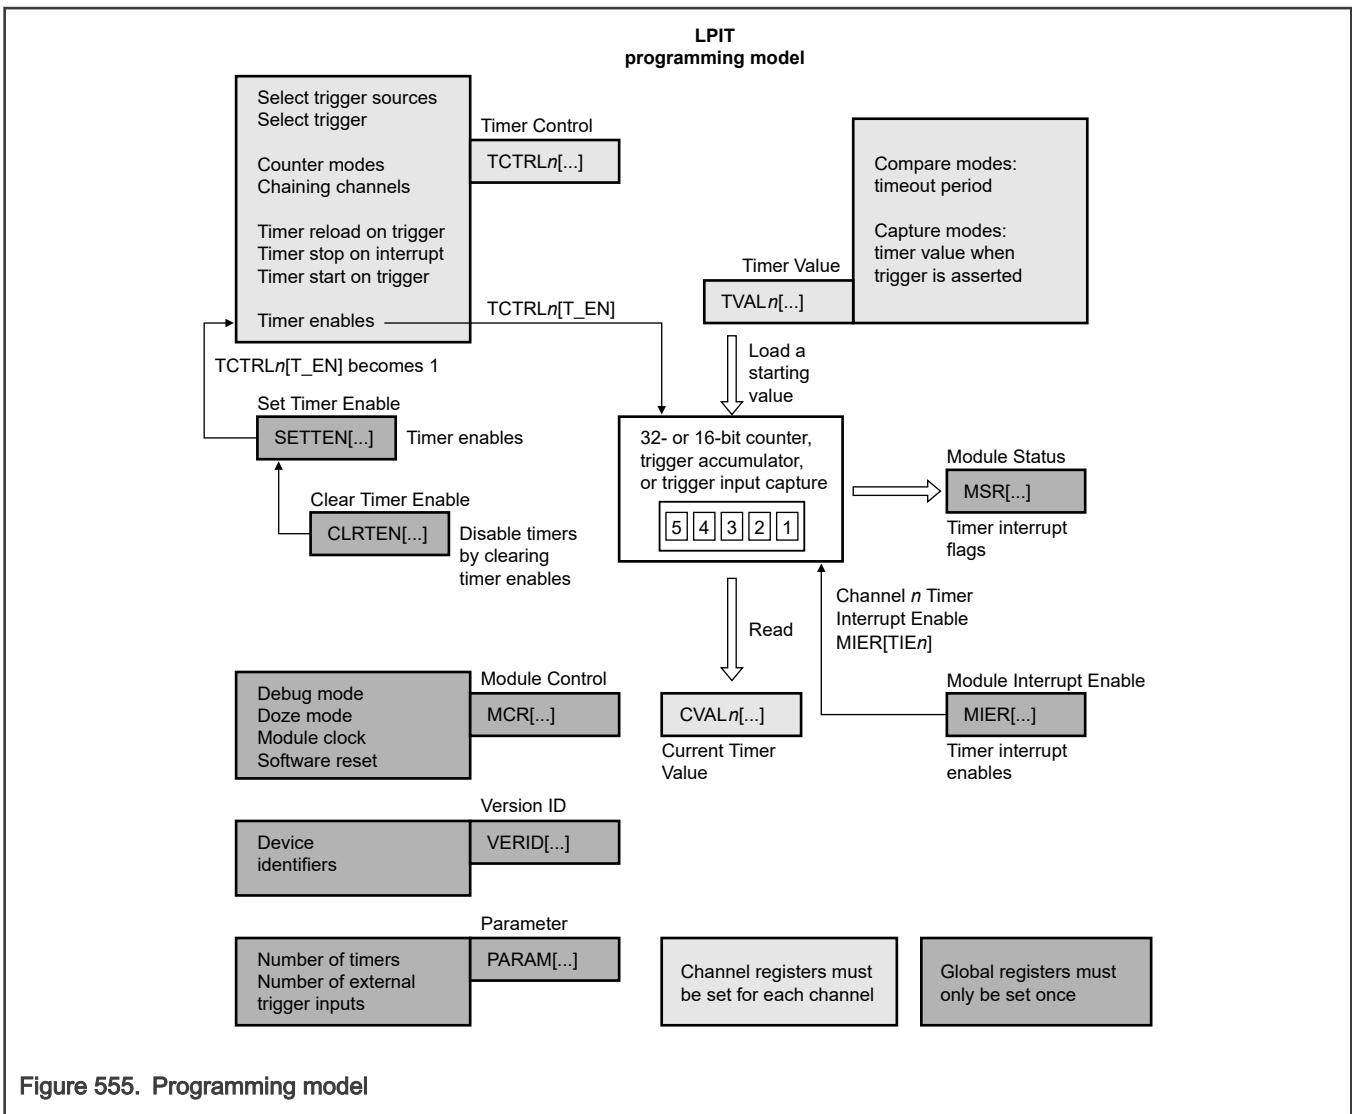 LPIT
programming model
Select trigger sources
Select trigger
Counter modes
Chaining channels
Timer reload on trigger
Timer stop on interrupt
Timer start on trigger
Timer enables
Timer Control
TCTRLn[...]
TCTRLn[T_EN]
Compare modes:
timeout period
Capture modes:
timer value when
trigger is asserted
Timer Value
TVALn[...]
Load a
starting
value
TCTRLn[T_EN] becomes 1
Set Timer Enable
SETTEN[...]
Timer enables
Clear Timer Enable
CLRTEN[...]
Disable timers
by clearing
timer enables
32- or 16-bit counter,
trigger accumulator,
or trigger input capture
5 4 3 2 1
Module Status
MSR[...]
Timer interrupt
flags
Channel n Timer
Interrupt Enable
MIER[TIEn]
Read
Debug mode
Doze mode
Module clock
Software reset
Module Control
MCR[...]
CVALn[...]
Current Timer
Value
Module Interrupt Enable
MIER[...]
Timer interrupt
enables
Version ID
VERID[...]
Device
identifiers
Parameter
PARAM[...]
Number of timers
Number of external
trigger inputs
Channel registers must
be set for each channel
Global registers must
only be set once
Figure 555. Programming model